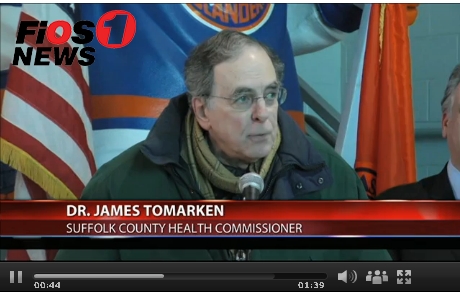 FiOS1
NEWS
ISLANDERS
DR. JAMES TOMARKEN
SUFFOLK COUNTY HEALTH COMMISSIONER
00:44
01:39